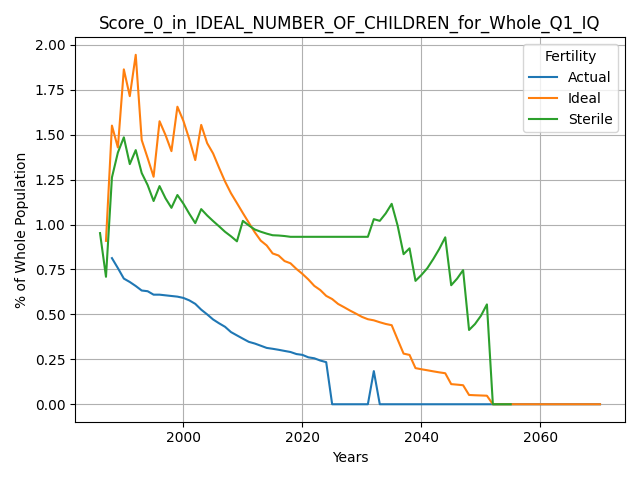 Score_0_in_IDEAL_NUMBER_OF_CHILDREN_for_Whole_Q1_IQ
2.00
1.75
1.50
1.25
1.00
0.75
0.50
0.25
0.00
% of Whole Population
Fertility
Actual
Ideal
Sterile
2000
2020
2040
2060
Years